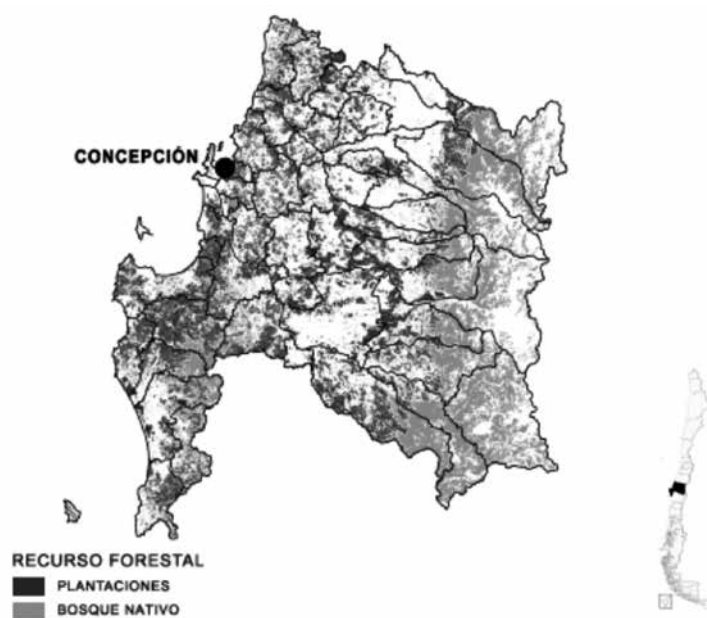 CONCEPCIÓN
RECURSO FORESTAL
PLANTACIONES
BOSQUE NATIVO